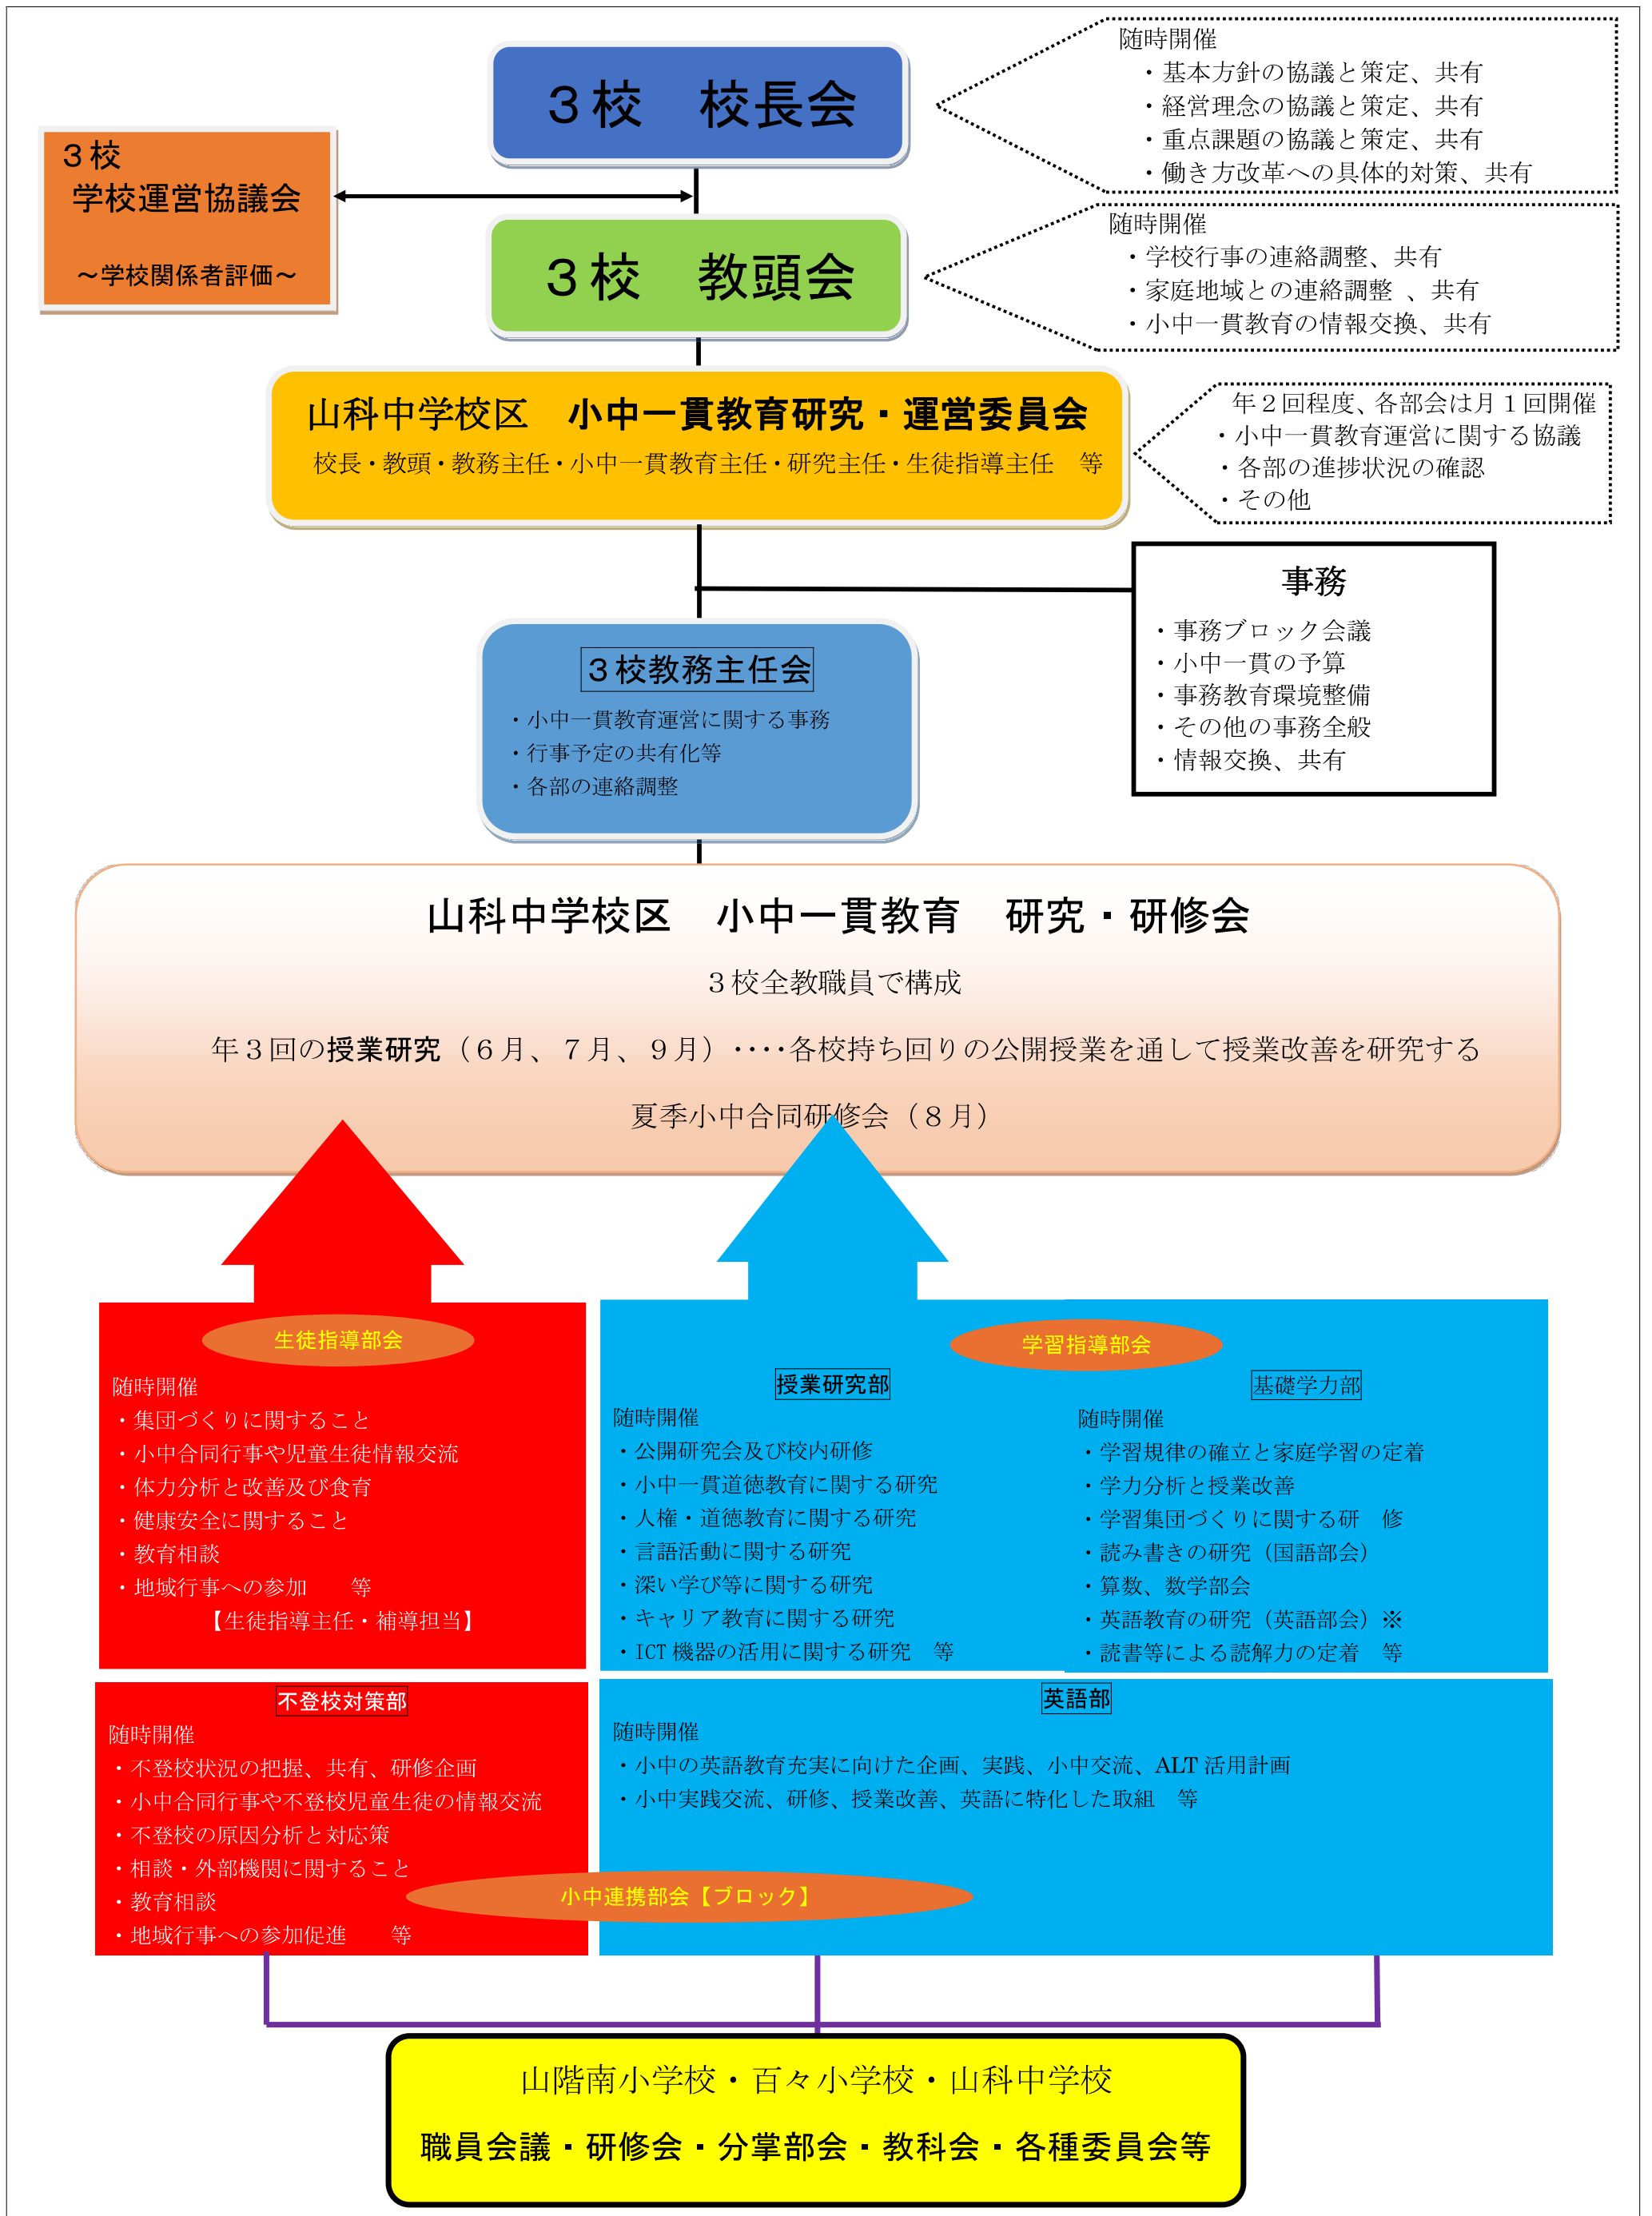 ３校　校長会
随時開催
・基本方針の協議と策定、共有
・経営理念の協議と策定、共有
・重点課題の協議と策定、共有
・働き方改革への具体的対策、共有
３校
学校運営協議会
～学校関係者評価～
３校　教頭会
随時開催
・学校行事の連絡調整、共有
・家庭地域との連絡調整 、共有
・小中一貫教育の情報交換、共有
山科中学校区　小中一貫教育研究・運営委員会
校長・教頭・教務主任・小中一貫教育主任・研究主任・生徒指導主任　等
年２回程度、各部会は月１回開催
・小中一貫教育運営に関する協議
・各部の進捗状況の確認
・その他
事務
・事務ブロック会議
・小中一貫の予算
・事務教育環境整備
・その他の事務全般
・情報交換、共有
３校教務主任会
・小中一貫教育運営に関する事務
・行事予定の共有化等
・各部の連絡調整
山科中学校区　小中一貫教育　研究・研修会
３校全教職員で構成
年３回の授業研究（６月、７月、９月）････各校持ち回りの公開授業を通して授業改善を研究する
夏季小中合同研修会（８月）
生徒指導部会
随時開催
・集団づくりに関すること
・小中合同行事や児童生徒情報交流
・体力分析と改善及び食育
・健康安全に関すること
・教育相談
・地域行事への参加　　等
【生徒指導主任・補導担当】
学習指導部会
授業研究部
随時開催
・公開研究会及び校内研修
・小中一貫道徳教育に関する研究
・人権・道徳教育に関する研究
・言語活動に関する研究
・深い学び等に関する研究
・キャリア教育に関する研究
・ICT 機器の活用に関する研究　等
基礎学力部
随時開催
・学習規律の確立と家庭学習の定着
・学力分析と授業改善
・学習集団づくりに関する研　修
・読み書きの研究（国語部会）
・算数、数学部会
・英語教育の研究（英語部会）※
・読書等による読解力の定着　等
不登校対策部
随時開催
・不登校状況の把握、共有、研修企画
・小中合同行事や不登校児童生徒の情報交流
・不登校の原因分析と対応策
・相談・外部機関に関すること
・教育相談
・地域行事への参加促進　　等
英語部
随時開催
・小中の英語教育充実に向けた企画、実践、小中交流、ALT 活用計画
・小中実践交流、研修、授業改善、英語に特化した取組　等
小中連携部会【ブロック】
山階南小学校・百々小学校・山科中学校
職員会議・研修会・分掌部会・教科会・各種委員会等